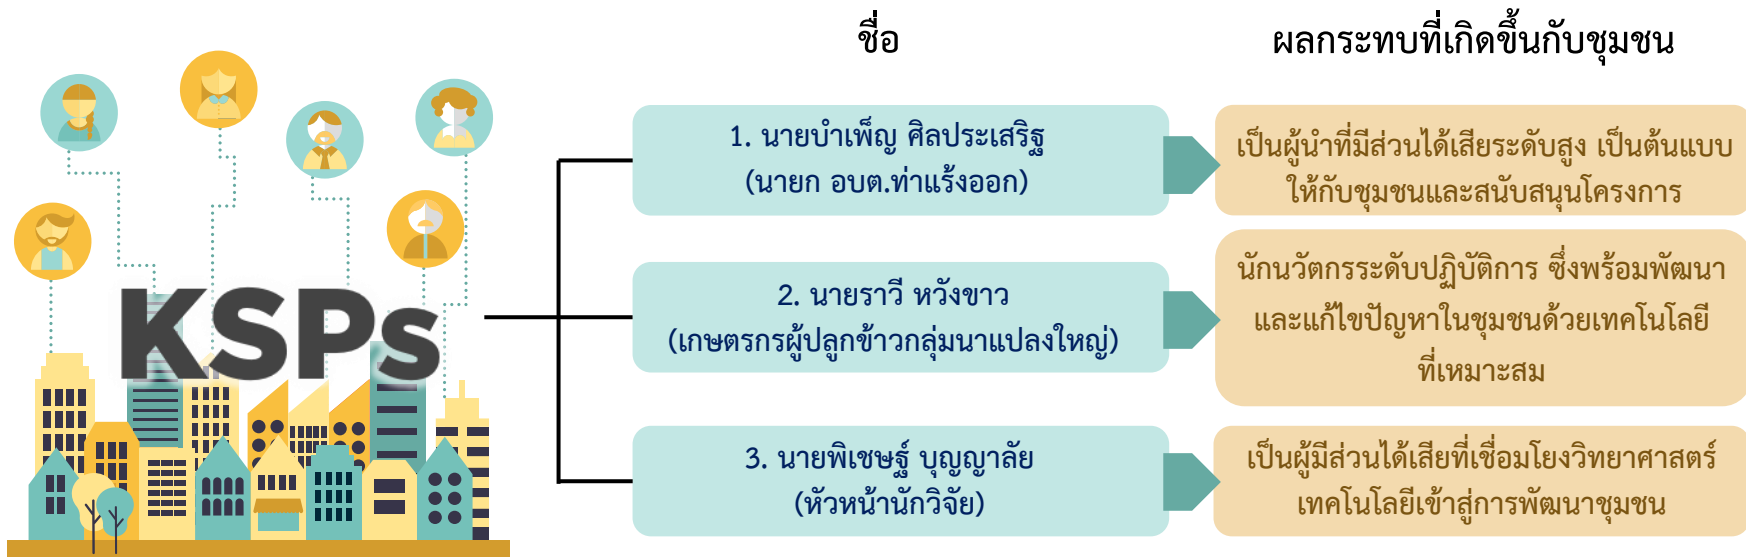 ชื่อ
ผลกระทบที่เกิดขึ้นกับชุมชน
KSPs
1. นายบำเพ็ญ ศิลประเสริฐ
(นายก อบต.ท่าแร้งออก)
เป็นผู้นำที่มีส่วนได้เสียระดับสูง เป็นต้นแบบ
ให้กับชุมชนและสนับสนุนโครงการ
2. นายราวี หวังขาว
(เกษตรกรผู้ปลูกข้าวกลุ่มนาแปลงใหญ่)
นักนวัตกรระดับปฏิบัติการ ซึ่งพร้อมพัฒนา
และแก้ไขปัญหาในชุมชนด้วยเทคโนโลยี
ที่เหมาะสม
3. นายพิเชษฐ์ บุญญาลัย
(หัวหน้านักวิจัย)
เป็นผู้มีส่วนได้เสียที่เชื่อมโยงวิทยาศาสตร์
เทคโนโลยีเข้าสู่การพัฒนาชุมชน